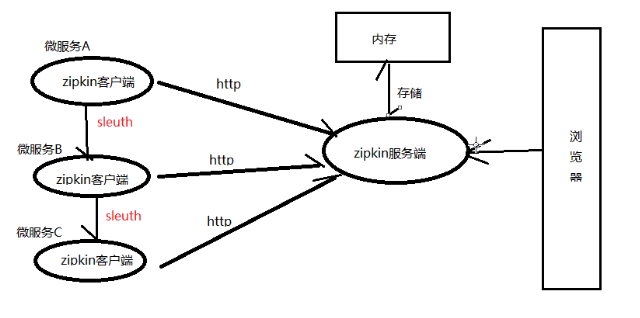 微服务A
zipkin客户端
sleuth
微服务B
zipkin客户端
sleuth
微服务C
zipkin客户端
http
http
http
内存
存储
zipkin服务端
浏
览
器